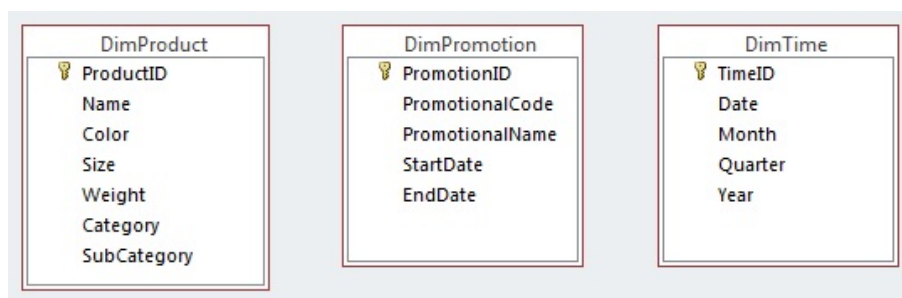 DimProduct
ProductID
Name
Color
Size
Weight
Category
SubCategory
DimPromotion
PromotionID
PromotionalCode
PromotionalName
StartDate
EndDate
DimTime
TimeID
Date
Month
Quarter
Year